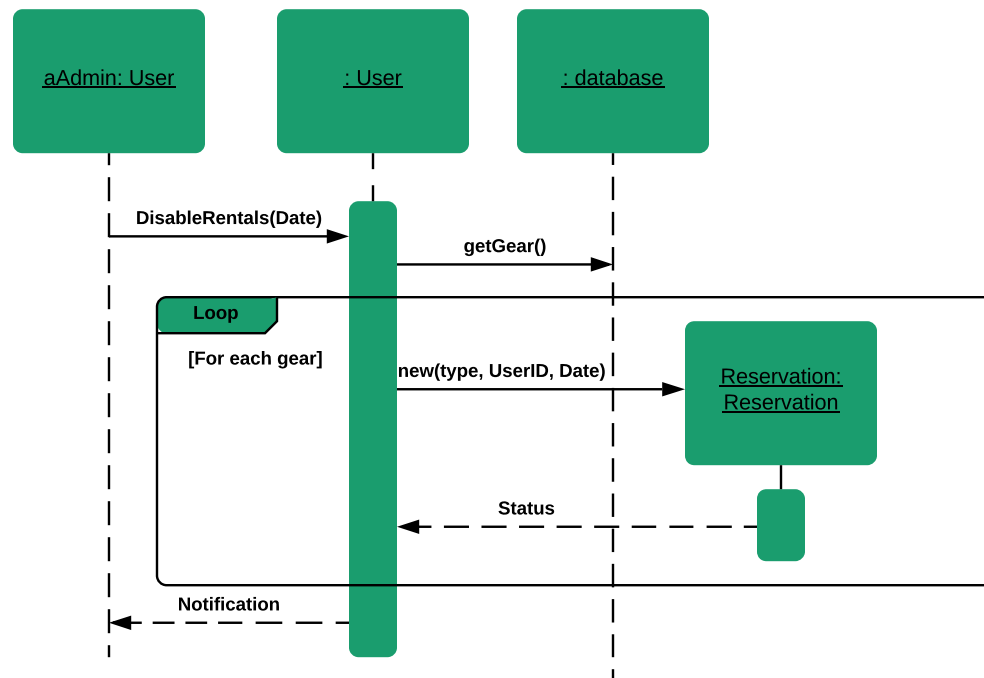 aAdmin: User
: User
: database
DisableRentals(Date)
getGear()
Loop
[For each gear]
new(type, UserID, Date)
Reservation:
Reservation
Status
Notification